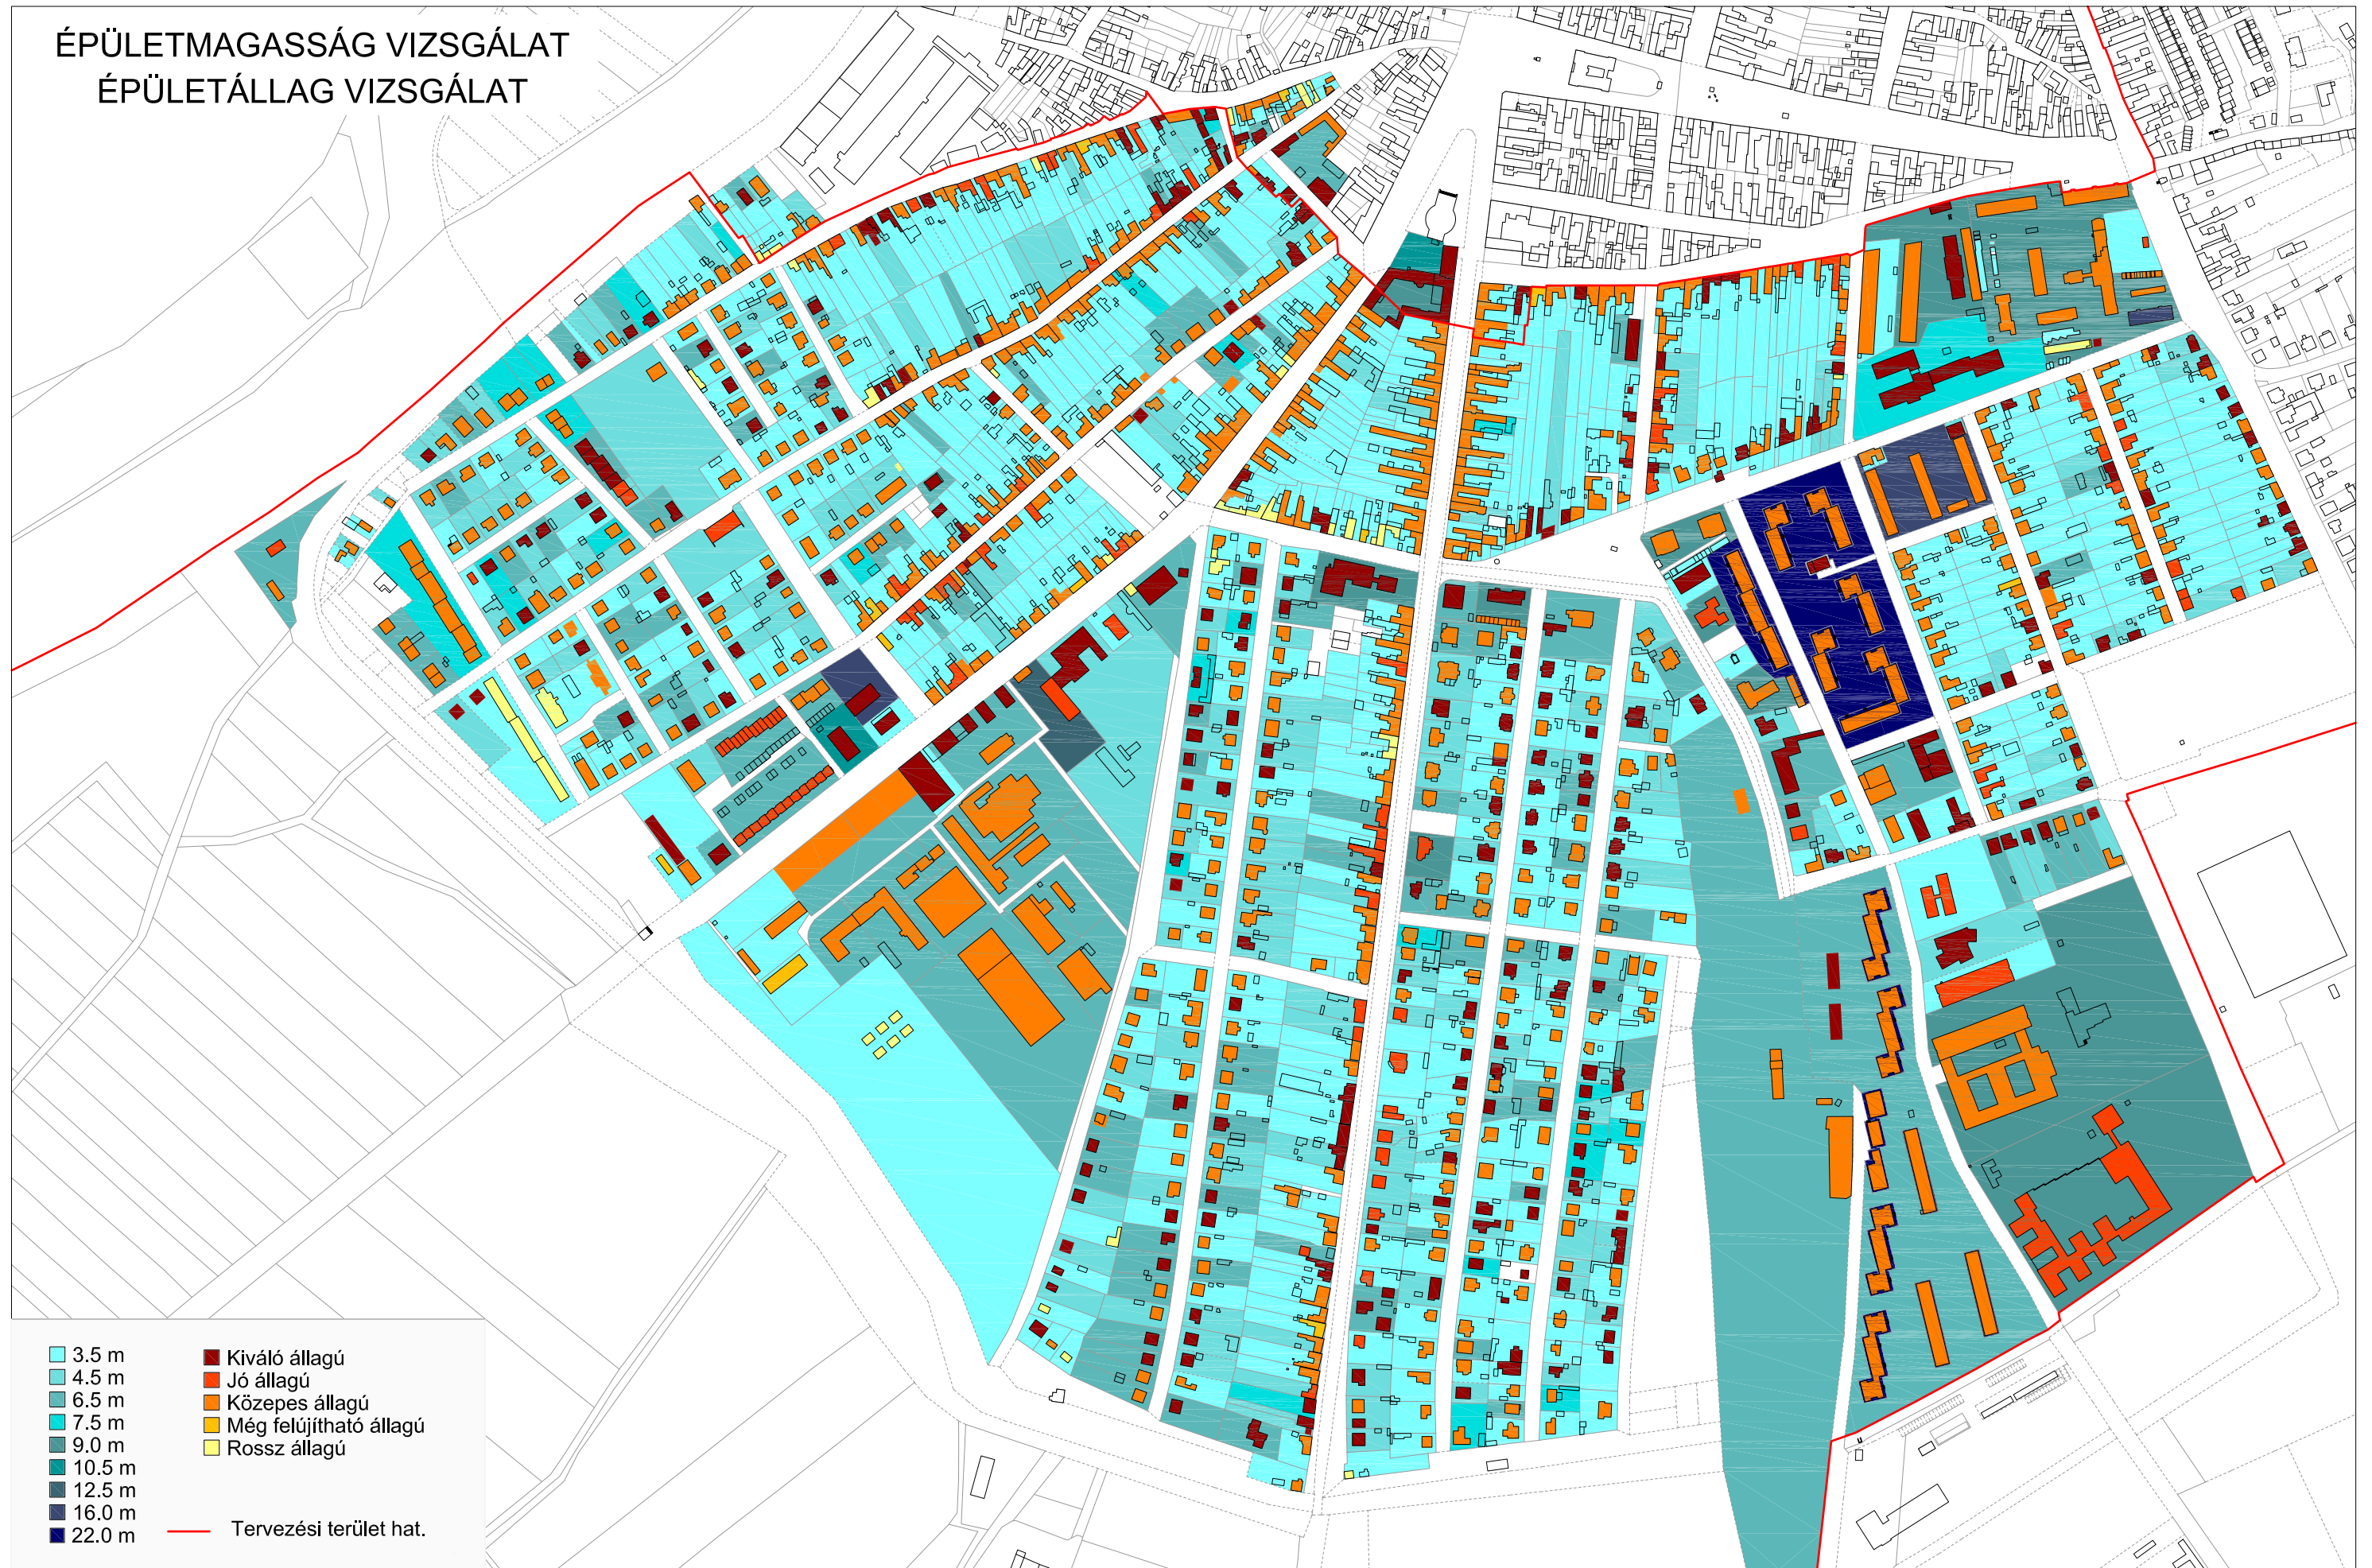 ÉPÜLETMAGASSÁG VIZSGÁLAT
ÉPÜLETÁLLAG VIZSGÁLAT
3.5 m
4.5 m
6.5 m
7.5 m
9.0 m
10.5 m
12.5 m
16.0 m
22.0 m
Kiváló állagú
Jó állagú
Közepes állagú
Még felújítható állagú
Rossz állagú
Tervezési terület hat.